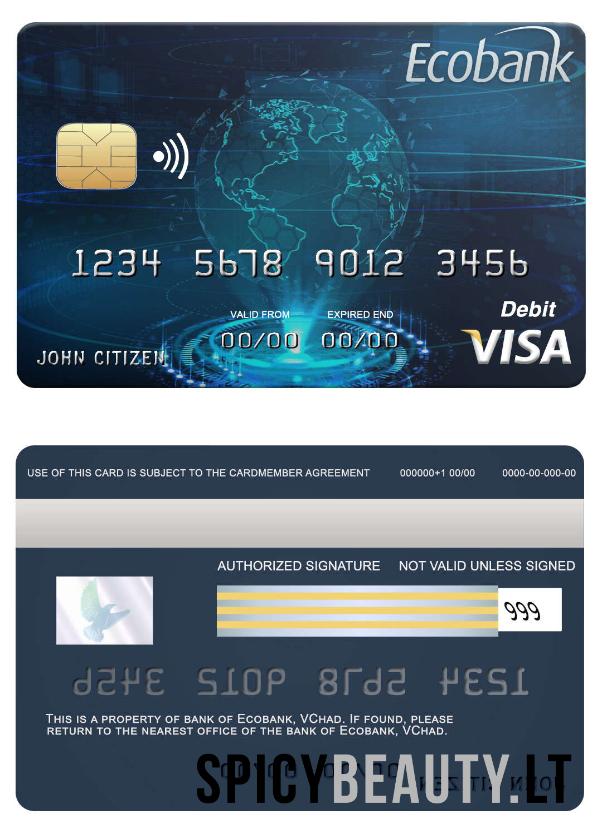 Ecobank
1234 5678 9012 3456
VALID FROM EXPIRED END
00/00 00/00
Debit
VISA
JOHN CITIZEN
USE OF THIS CARD IS SUBJECT TO THE CARDMEMBER AGREEMENT 000000+1 00/00 0000-00-000-00
AUTHORIZED SIGNATURE NOT VALID UNLESS SIGNED
999
THIS IS A PROPERTY OF BANK OF ECOBANK, VCHAD. IF FOUND, PLEASE
RETURN TO THE NEAREST OFFICE OF THE BANK OF ECOBANK, VCHAD.
SPICYBEAUTY.LT